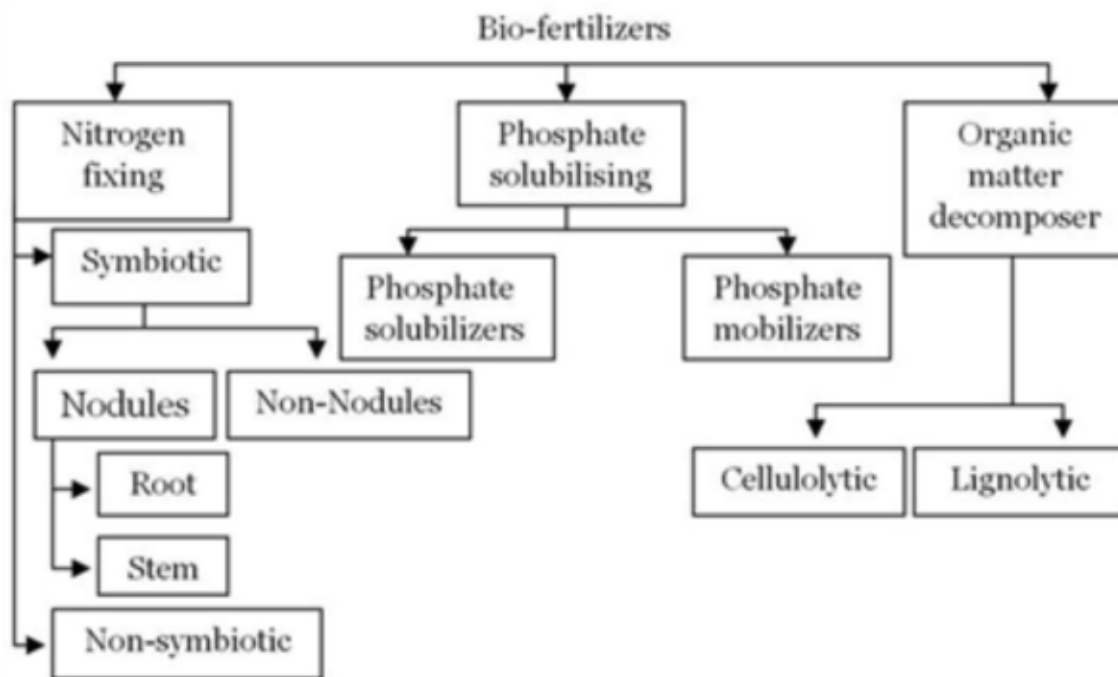 Bio-fertilizers
Nitrogen
fixing
Phosphate
solubilising
Organic
matter
decomposer
Symbiotic
Phosphate
solubilizers
Phosphate
mobilizers
Nodules
Non-Nodules
Root
Stem
Non-symbiotic
Cellulolytic
Lignolytic